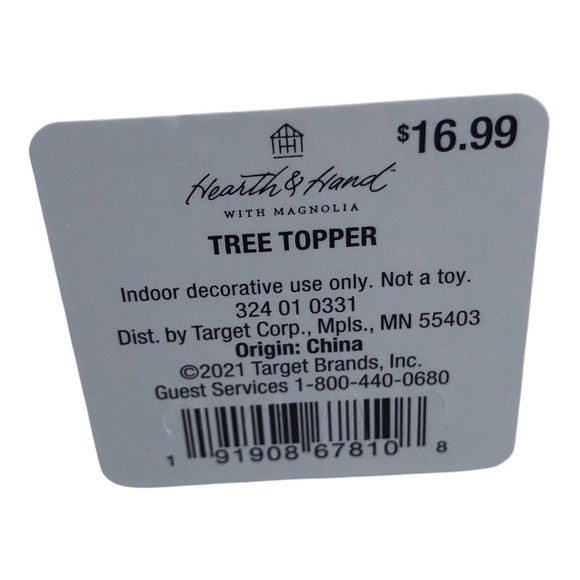 $16.99
Hearth & Hand™
WITH MAGNOLIA
TREE TOPPER
Indoor decorative use only. Not a toy.
324 01 0331
Dist. by Target Corp., Mpls., MN 55403
Origin: China
©2021 Target Brands, Inc.
Guest Services 1-800-440-0680
1 91908 67810 8